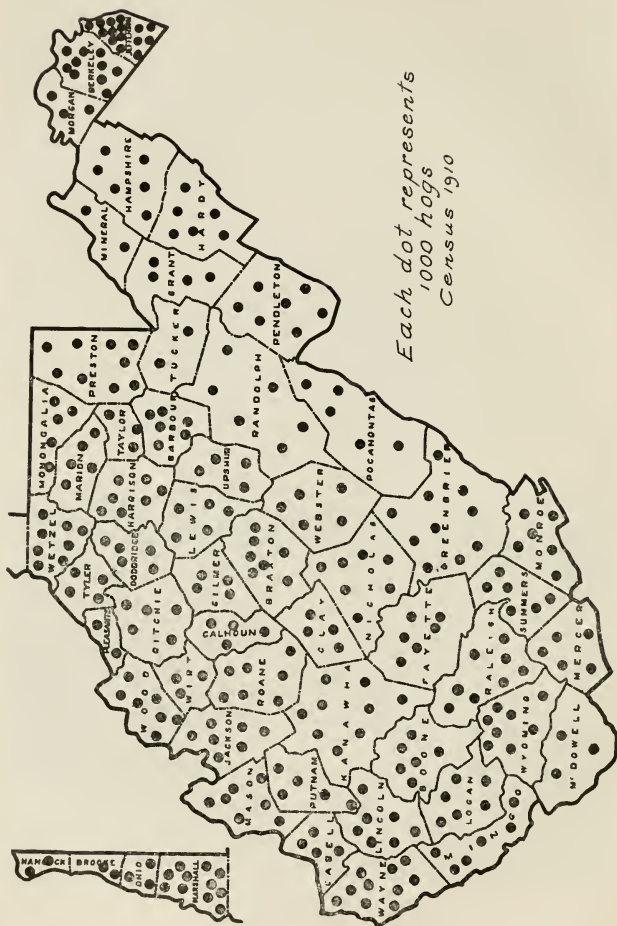 Each dot represents
1000 hogs
Census 1910
HANCOCK
BROOKE
OHIO
MARSHALL
MORGAN
BERKELEY
JEFFERSON
MINERAL
HAMPSHIRE
HARDY
GRANT
PENDLETON
TUCKER
PRESTON
MONONGALIA
MARION
TAYLOR
BARBOUR
RANDOLPH
POCAHONTAS
WETZEL
TYLER
HARRISON
DODDRIDGE
LEWIS
UPSHUR
WEBSTER
PLEASANTS
RITCHIE
GILMER
BRAXTON
WOOD
WIRT
CALHOUN
CLAY
NICHOLAS
GREENBRIER
JACKSON
ROANE
KANAWHA
FAYETTE
MONROE
SUMMERS
MASON
PUTNAM
CABELL
LINCOLN
BOONE
RALEIGH
MERCER
WAYNE
LOGAN
MINGO
WYOMING
McDOWELL